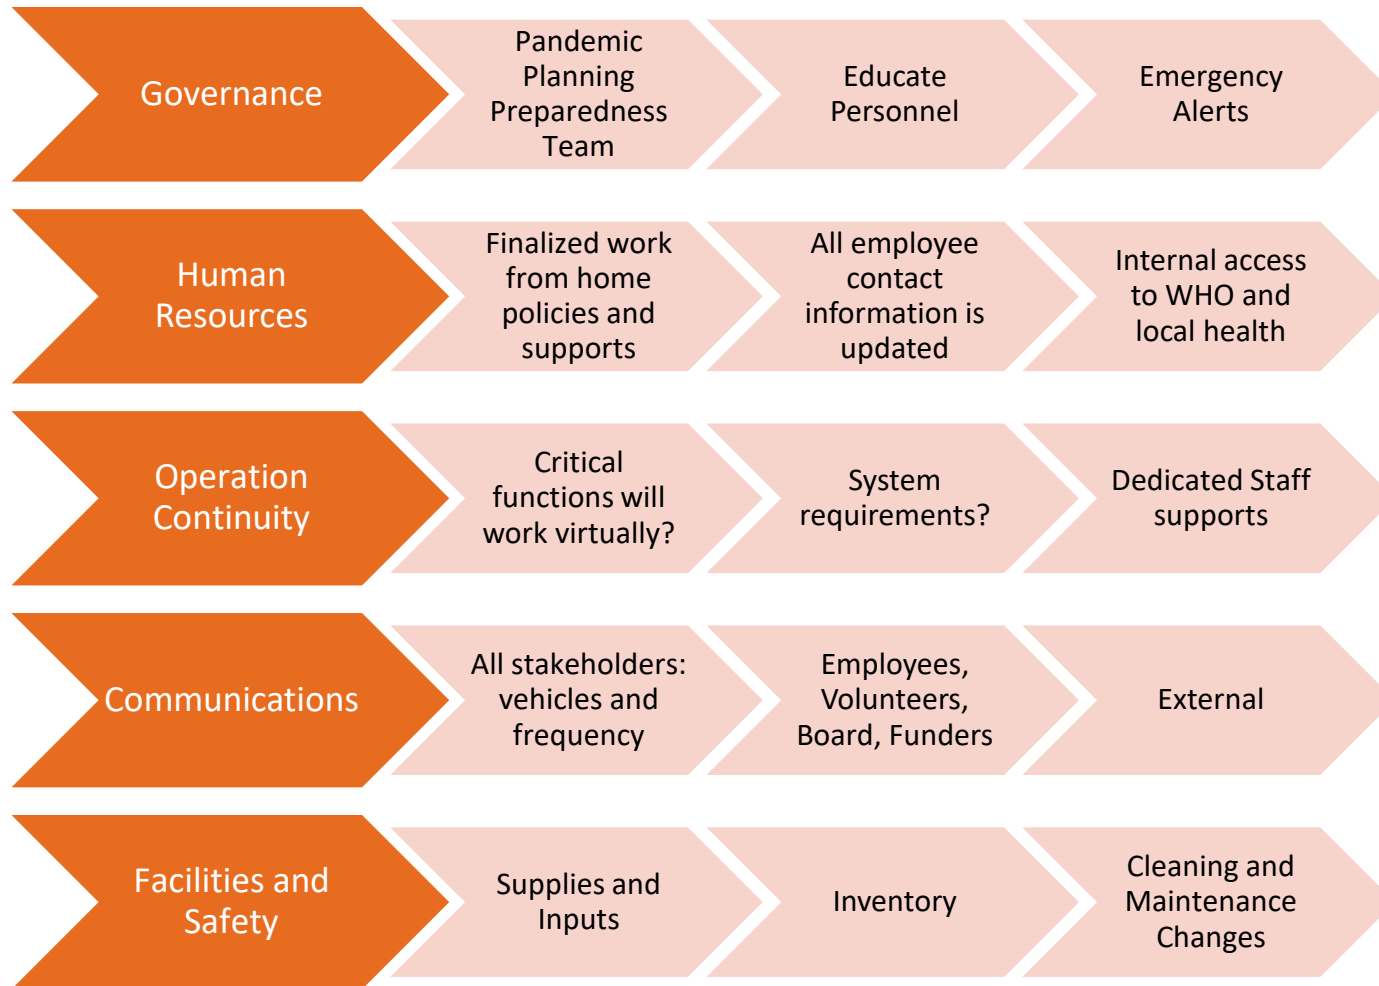 Governance
Pandemic
Planning
Preparedness
Team
Educate
Personnel
Emergency
Alerts
Human
Resources
Finalized work
from home
policies and
supports
All employee
contact
information is
updated
Internal access
to WHO and
local health
Operation
Continuity
Critical
functions will
work virtually?
System
requirements?
Dedicated Staff
supports
Communications
All stakeholders:
vehicles and
frequency
Employees,
Volunteers,
Board, Funders
External
Facilities and
Safety
Supplies and
Inputs
Inventory
Cleaning and
Maintenance
Changes